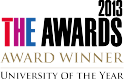 2013
THE AWARDS
AWARD WINNER
UNIVERSITY OF THE YEAR